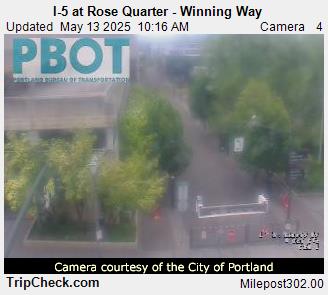 I-5 at Rose Quarter - Winning Way
Updated May 13 2025 10:16 AM Camera 4
PBOT
PORTLAND BUREAU OF TRANSPORTATION
Camera courtesy of the City of Portland
TripCheck.com Milepost302.00